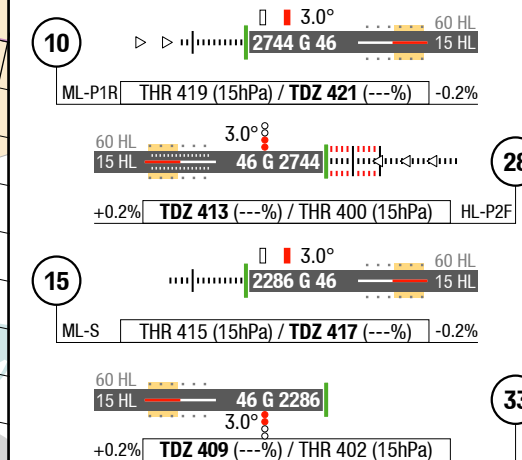 3.0°
60 HL
10
2744 G 46
15 HL
ML-P1R THR 419 (15hPa) / TDZ 421 (---%) -0.2%
60 HL
3.0°
15 HL
46 G 2744
28
+0.2% TDZ 413 (---%) / THR 400 (15hPa) HL-P2F
3.0°
60 HL
15
2286 G 46
15 HL
ML-S THR 415 (15hPa) / TDZ 417 (---%) -0.2%
60 HL
15 HL
46 G 2286
33
3.0°
+0.2% TDZ 409 (---%) / THR 402 (15hPa)